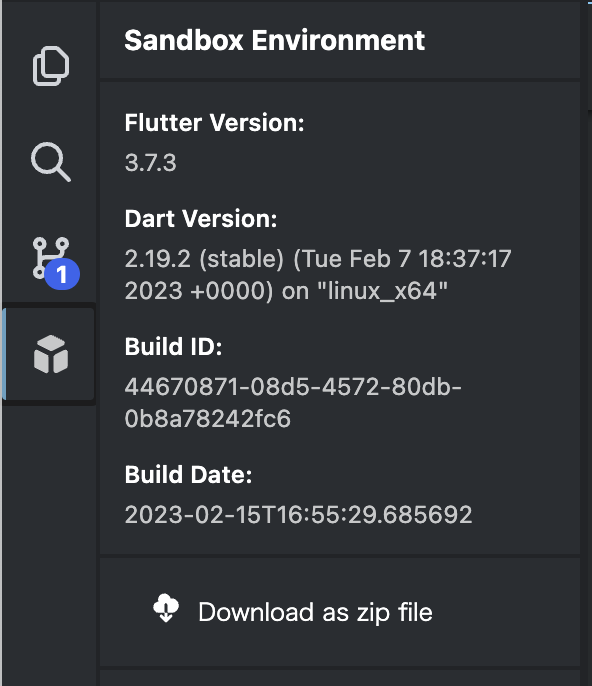 Sandbox Environment
Flutter Version:
3.7.3
Dart Version:
2.19.2 (stable) (Tue Feb 7 18:37:17
2023 +0000) on "linux_x64"
1
Build ID:
44670871-08d5-4572-80db-
0b8a78242fc6
Build Date:
2023-02-15T16:55:29.685692
Download as zip file